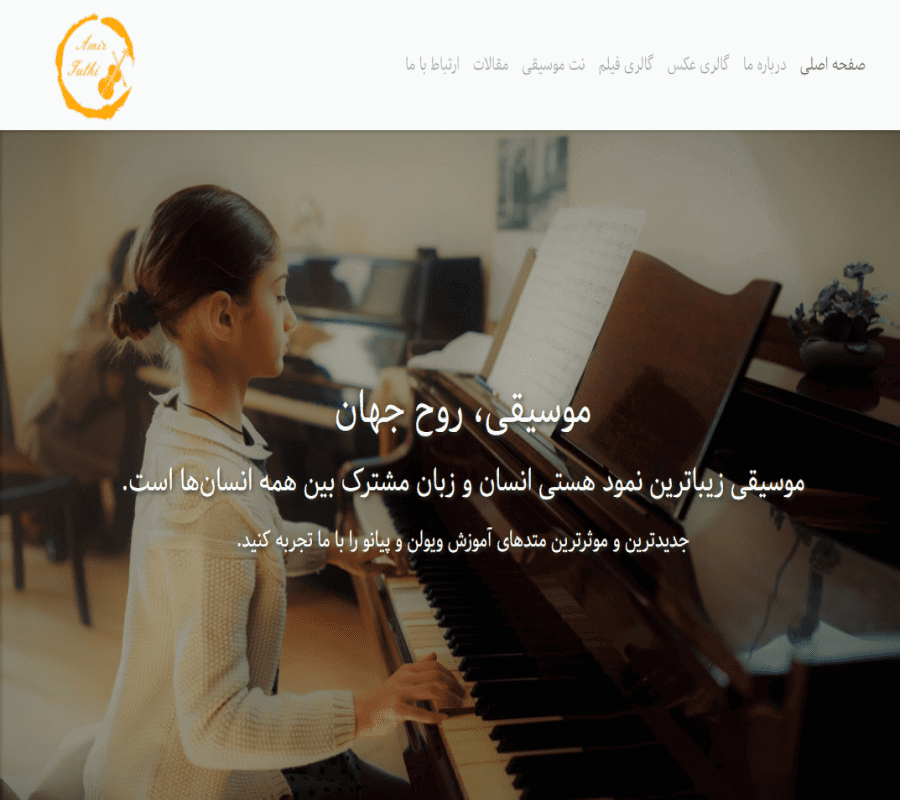 Amir
Fathi
صفحه اصلی درباره ما گالری عکس گالری فیلم نت موسیقی مقالات ارتباط با ما
موسیقی، روح جهان
موسیقی زیباترین نمود هستی انسان و زبان مشترک بین همه انسان‌ها است.
جدیدترین و موثرترین متدهای آموزش ویولن و پیانو را با ما تجربه کنید.